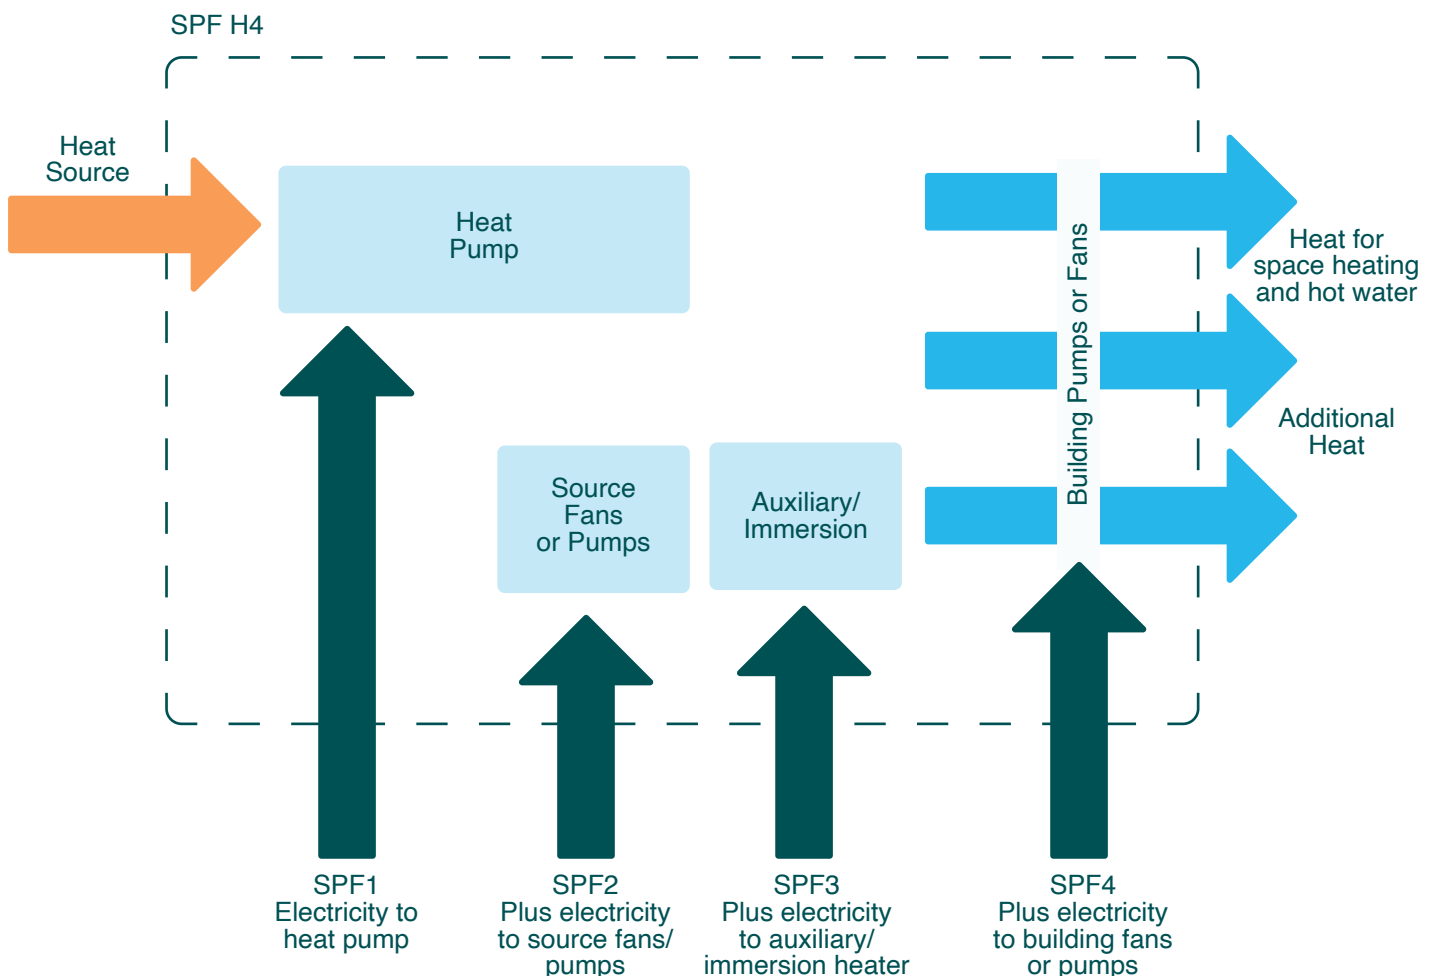 SPF H4
Heat
Source
Heat
Pump
Building Pumps or Fans
Heat for
space heating
and hot water
Additional
Heat
Source
Fans
or Pumps
Auxiliary/
Immersion
SPF1
Electricity to
heat pump
SPF2
Plus electricity
to source fans/
pumps
SPF3
Plus electricity
to auxiliary/
immersion heater
SPF4
Plus electricity
to building fans
or pumps